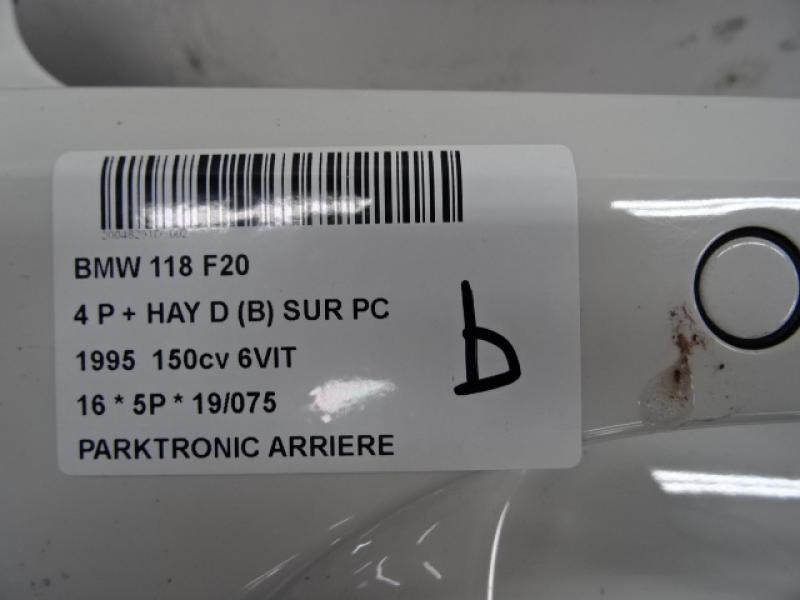 BMW 118 F20
4 P + HAY D (B) SUR PC
1995 150cv 6VIT
16 * 5P * 19/075
PARKTRONIC ARRIERE
b